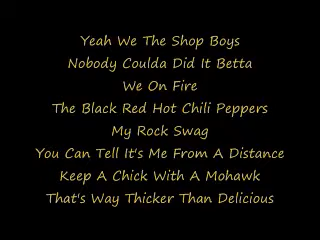 Yeah We The Shop Boys
Nobody Coulda Did It Betta
We On Fire
The Black Red Hot Chili Peppers
My Rock Swag
You Can Tell It's Me From A Distance
Keep A Chick With A Mohawk
That's Way Thicker Than Delicious